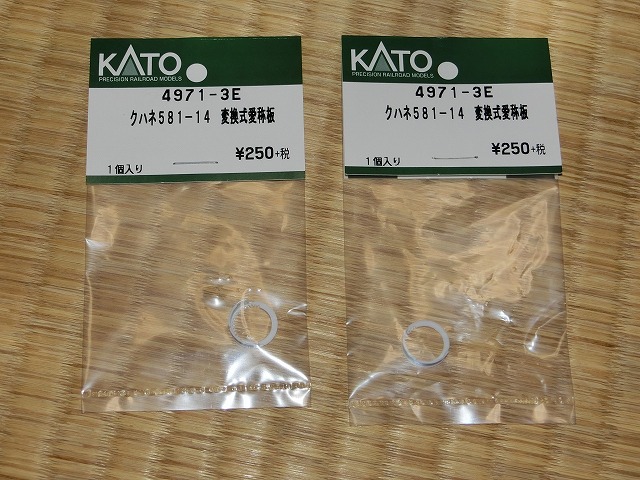 KATO
PRECISION RAILROAD MODELS
4971-3E
クハネ581-14 変換式愛称板
¥250+税
1個入り
KATO
PRECISION RAILROAD MODELS
4971-3E
クハネ581-14 変換式愛称板
¥250+税
1個入り